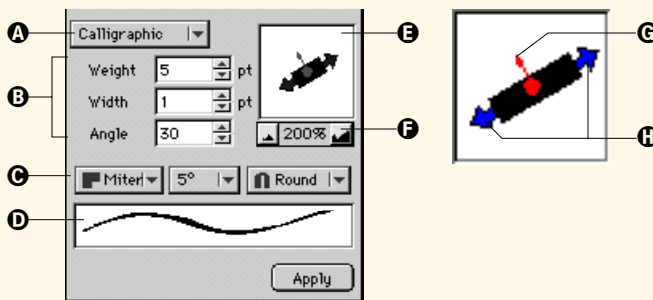 A Calligraphic E G
B Weight 5 pt
Width 1 pt
Angle 30 200% F H
C Miter 5° Round
D
Apply